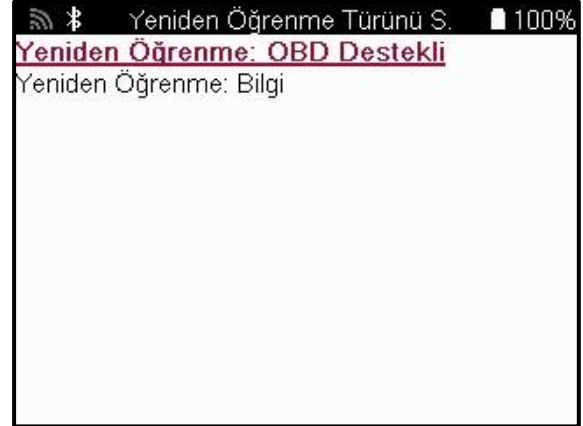 Yeniden Öğrenme Türünü S. 100%
Yeniden Öğrenme: OBD Destekli
Yeniden Öğrenme: Bilgi